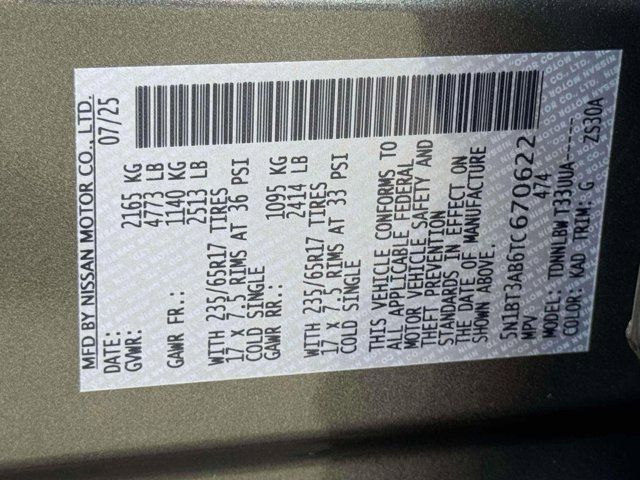 MFD BY NISSAN MOTOR CO., LTD.
DATE: 07/25
GVWR: 2165 KG
4773 LB
GAWR FR.: 1140 KG
2513 LB
WITH 235/65R17 TIRES
17 X 7.5 RIMS AT 36 PSI
COLD SINGLE
GAWR RR.: 1095 KG
2414 LB
WITH 235/65R17 TIRES
17 X 7.5 RIMS AT 33 PSI
COLD SINGLE
THIS VEHICLE CONFORMS TO
ALL APPLICABLE FEDERAL
MOTOR VEHICLE SAFETY AND
THEFT PREVENTION
STANDARDS IN EFFECT ON
THE DATE OF MANUFACTURE
SHOWN ABOVE.
5N1BT3AB6TC670622
MPV 474
MODEL: TDNNLBW T33UUA-----
COLOR: KAD TRIM: G ZS30A